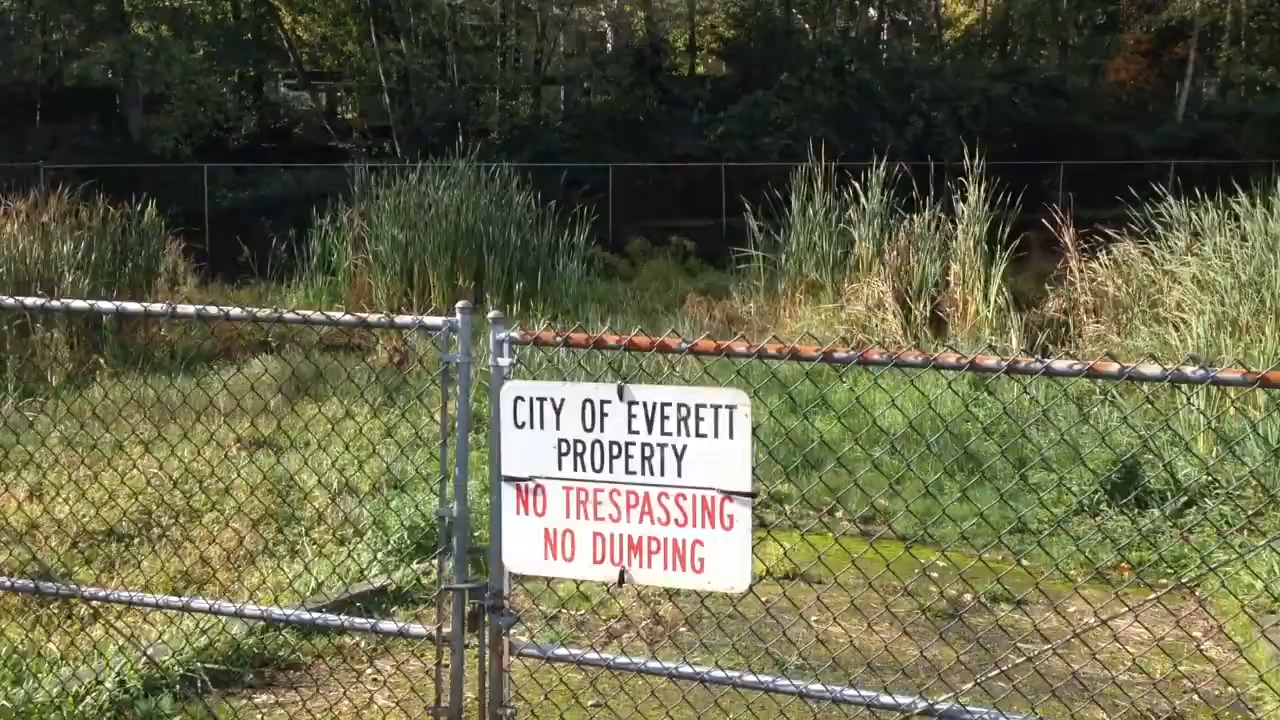 CITY OF EVERETT
PROPERTY
NO TRESPASSING
NO DUMPING